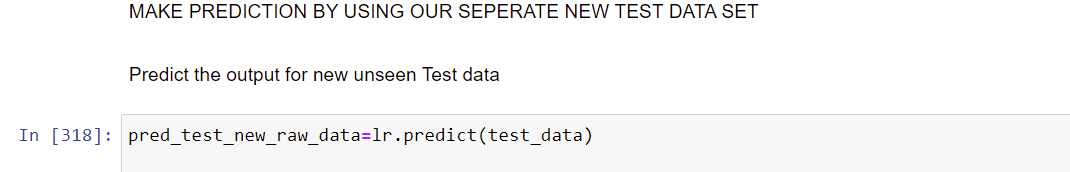 MAKE PREDICTION BY USING OUR SEPERATE NEW TEST DATA SET
Predict the output for new unseen Test data
In [318]: pred_test_new_raw_data=lr.predict(test_data)